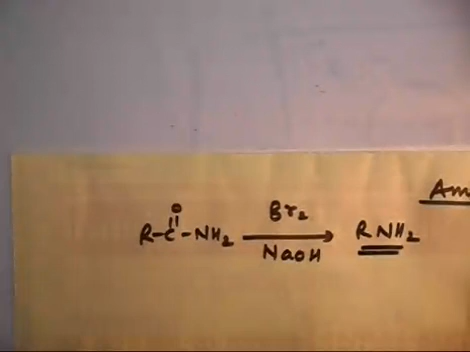 Am
O
||
R-C-NH₂
Br₂
NaOH
RNH₂